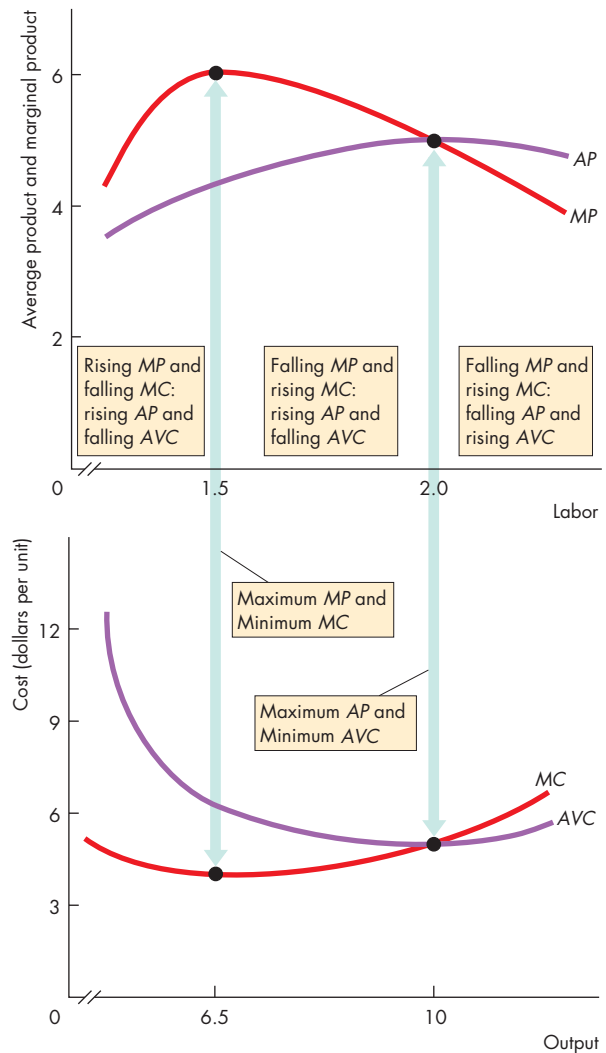 Average product and marginal product
6
4
2
AP
MP
Rising MP and
falling MC:
rising AP and
falling AVC
Falling MP and
rising MC:
rising AP and
falling AVC
Falling MP and
rising MC:
falling AP and
rising AVC
0
1.5
2.0
Labor
Cost (dollars per unit)
12
9
6
3
Maximum MP and
Minimum MC
Maximum AP and
Minimum AVC
MC
AVC
0
6.5
10
Output